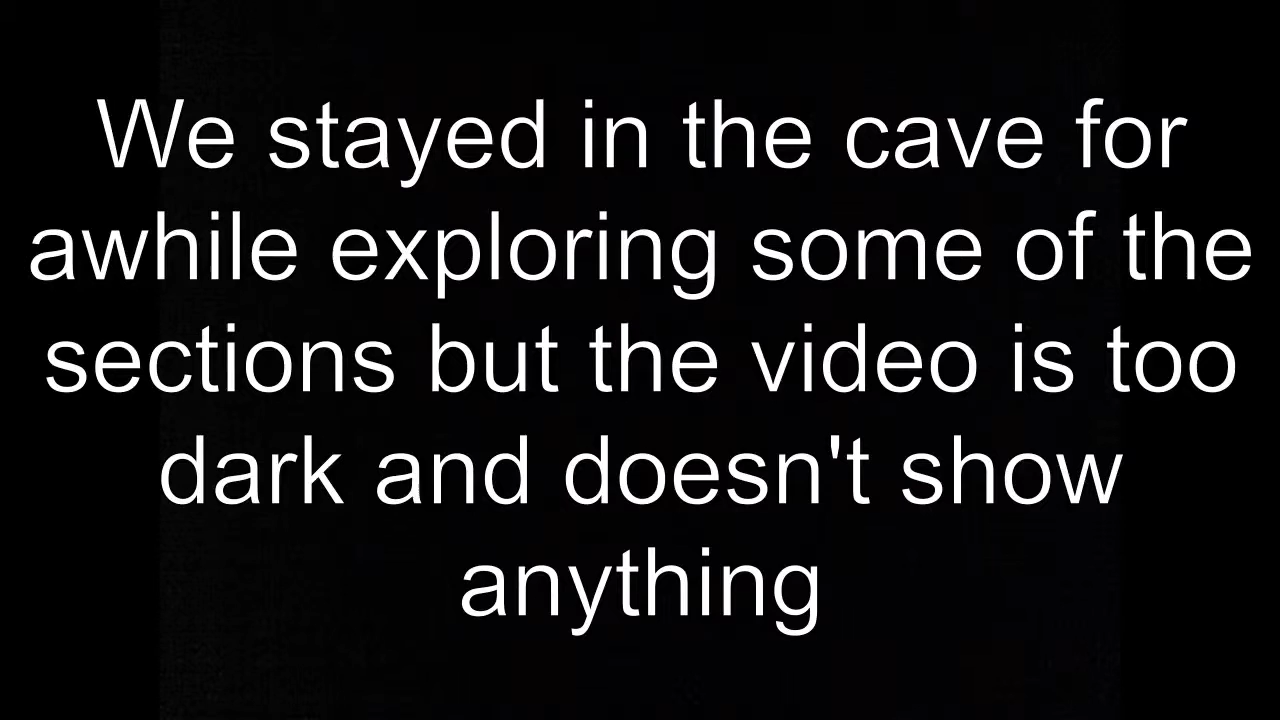 We stayed in the cave for
awhile exploring some of the
sections but the video is too
dark and doesn't show
anything